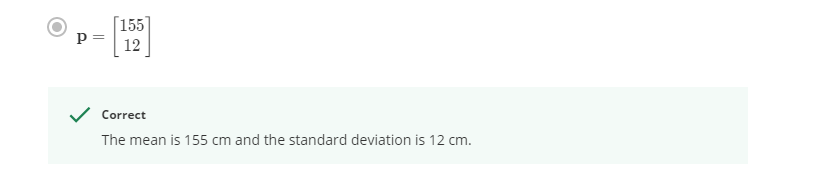 p = [155
12]
Correct
The mean is 155 cm and the standard deviation is 12 cm.